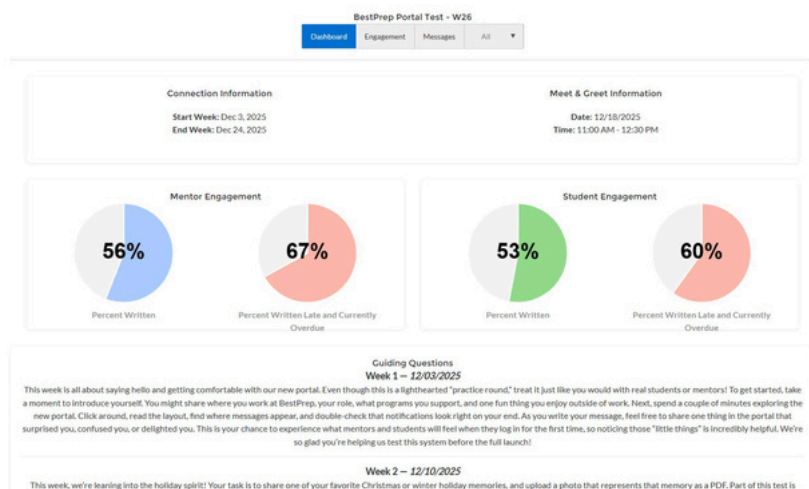 BestPrep Portal Test - W26
Dashboard Engagement Messages All
Connection Information
Start Week: Dec 3, 2025
End Week: Dec 24, 2025
Meet & Greet Information
Date: 12/18/2025
Time: 11:00 AM - 12:30 PM
Mentor Engagement
56%
67%
Percent Written
Percent Written Late and Currently
Overdue
Student Engagement
53%
60%
Percent Written
Percent Written Late and Currently
Overdue
Guiding Questions
Week 1 — 12/03/2025
This week is all about saying hello and getting comfortable with our new portal. Even though this is a lighthearted "practice round," treat it just like you would with real students or mentors! To get started, take
a moment to introduce yourself. You might share where you work at BestPrep, your role, what programs you support, and one fun thing you enjoy outside of work. Next, spend a couple of minutes exploring the
new portal. Click around, read the layout, find where messages appear, and double-check that notifications look right on your end. As you write your message, feel free to share one thing in the portal that
surprised you, confused you, or delighted you. This is your chance to experience what mentors and students will feel when they log in for the first time, so noticing those "little things" is incredibly helpful. We're
so glad you're helping us test this system before the full launch!
Week 2 — 12/10/2025
This week, we're leaning into the holiday spirit! Your task is to share one of your favorite Christmas or winter holiday memories, and upload a photo that represents that memory as a PDF. Part of this test is